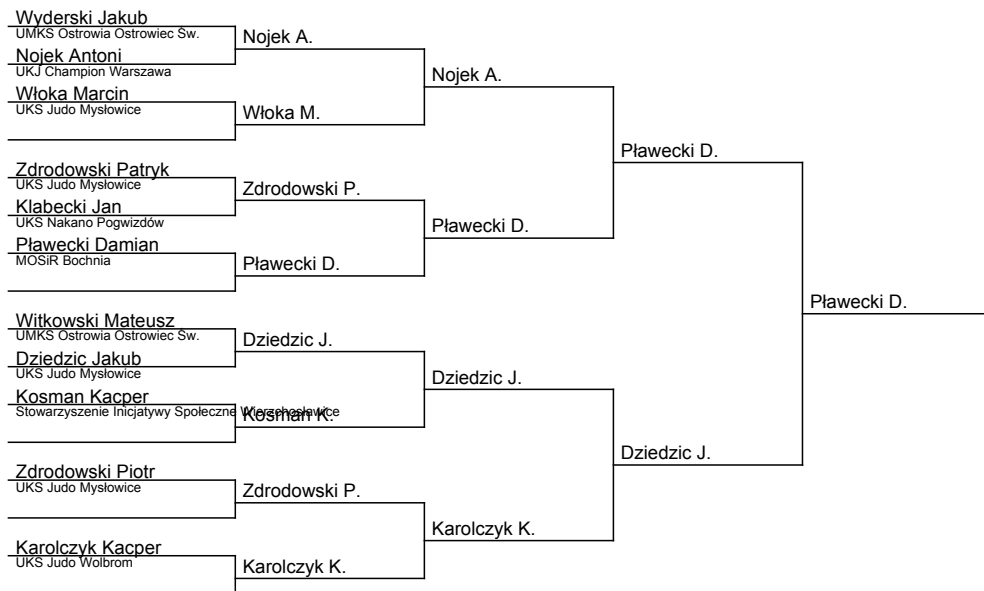 Wyderski Jakub
UMKS Ostrowia Ostrowiec Św.
Nojek A.
Nojek Antoni
UKJ Champion Warszawa
Nojek A.
Włoka Marcin
UKS Judo Mysłowice
Włoka M.
Pławecki D.
Zdrodowski Patryk
UKS Judo Mysłowice
Zdrodowski P.
Klabecki Jan
UKS Nakano Pogwizdów
Pławecki D.
Pławecki Damian
MOSiR Bochnia
Pławecki D.
Pławecki D.
Witkowski Mateusz
UMKS Ostrowia Ostrowiec Św.
Dziedzic J.
Dziedzic Jakub
UKS Judo Mysłowice
Dziedzic J.
Kosman Kacper
Stowarzyszenie Inicjatywy Społeczne Wierzchosławice
Kosman K.
Dziedzic J.
Zdrodowski Piotr
UKS Judo Mysłowice
Zdrodowski P.
Karolczyk K.
Karolczyk Kacper
UKS Judo Wolbrom
Karolczyk K.